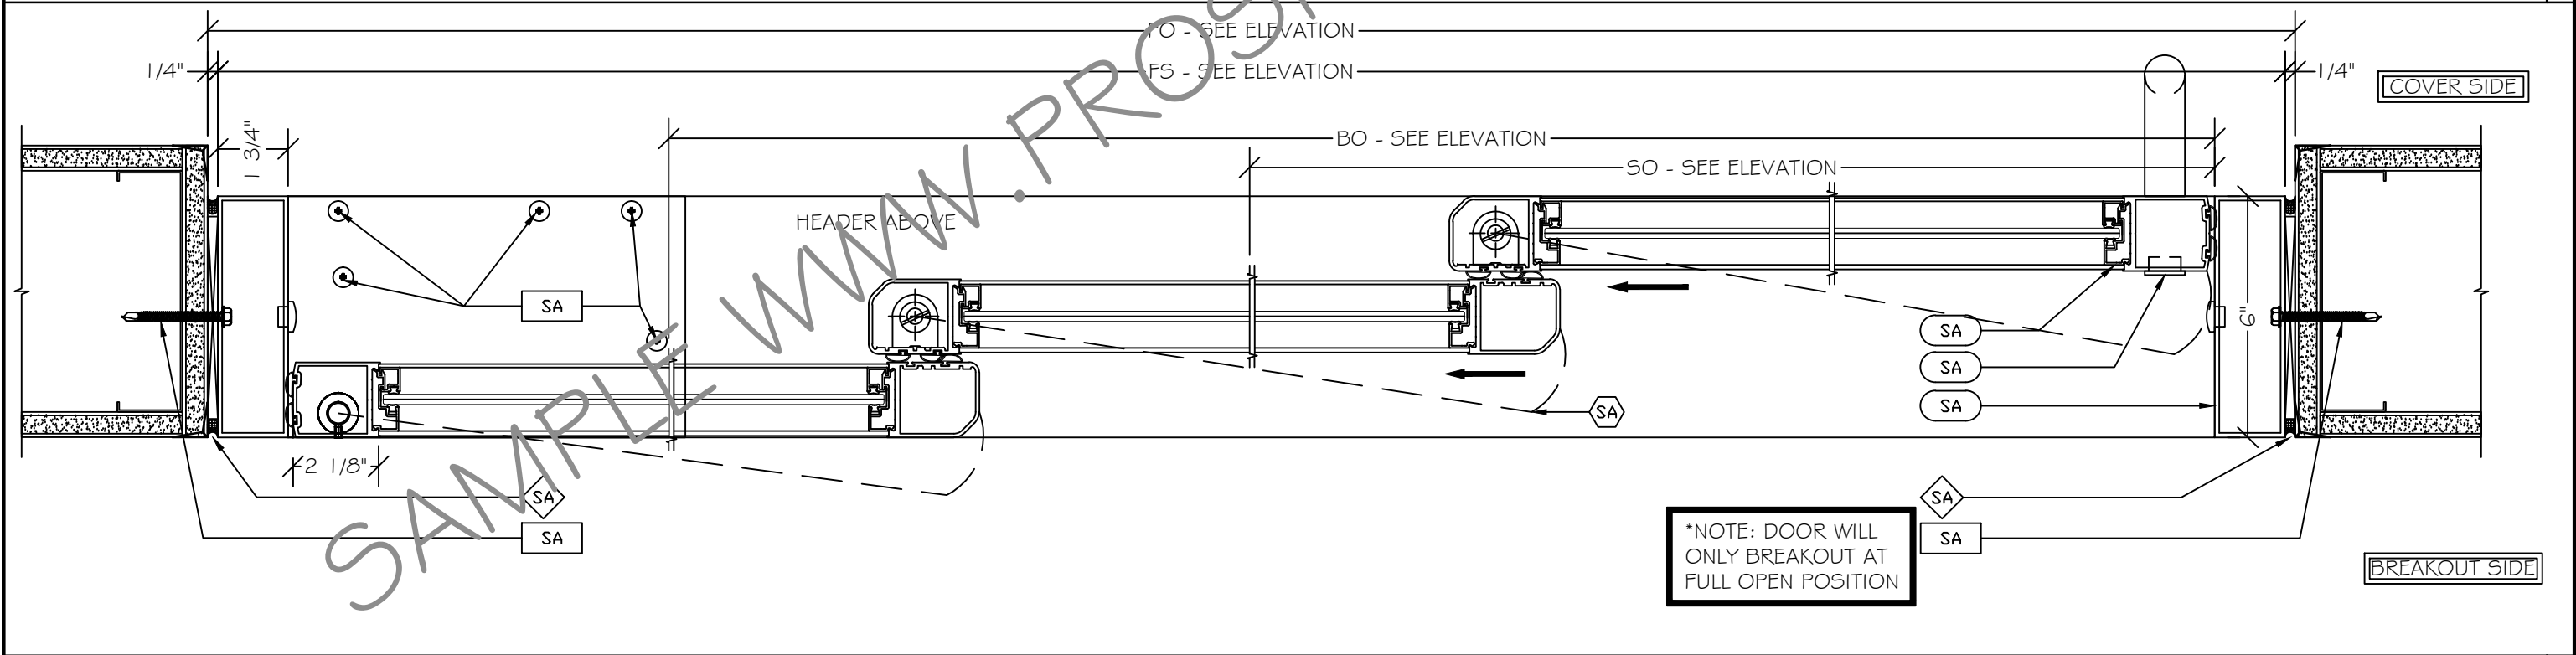 FO - SEE ELEVATION
1/4"
FS - SEE ELEVATION
1/4"
COVER SIDE
1 3/4"
BO - SEE ELEVATION
SO - SEE ELEVATION
HEADER ABOVE
SA
SA
SA
SA
6"
SA
2 1/8"
SA
SA
SA
SA
*NOTE: DOOR WILL
ONLY BREAKOUT AT
FULL OPEN POSITION
BREAKOUT SIDE
SAMPLE WWW.PROS